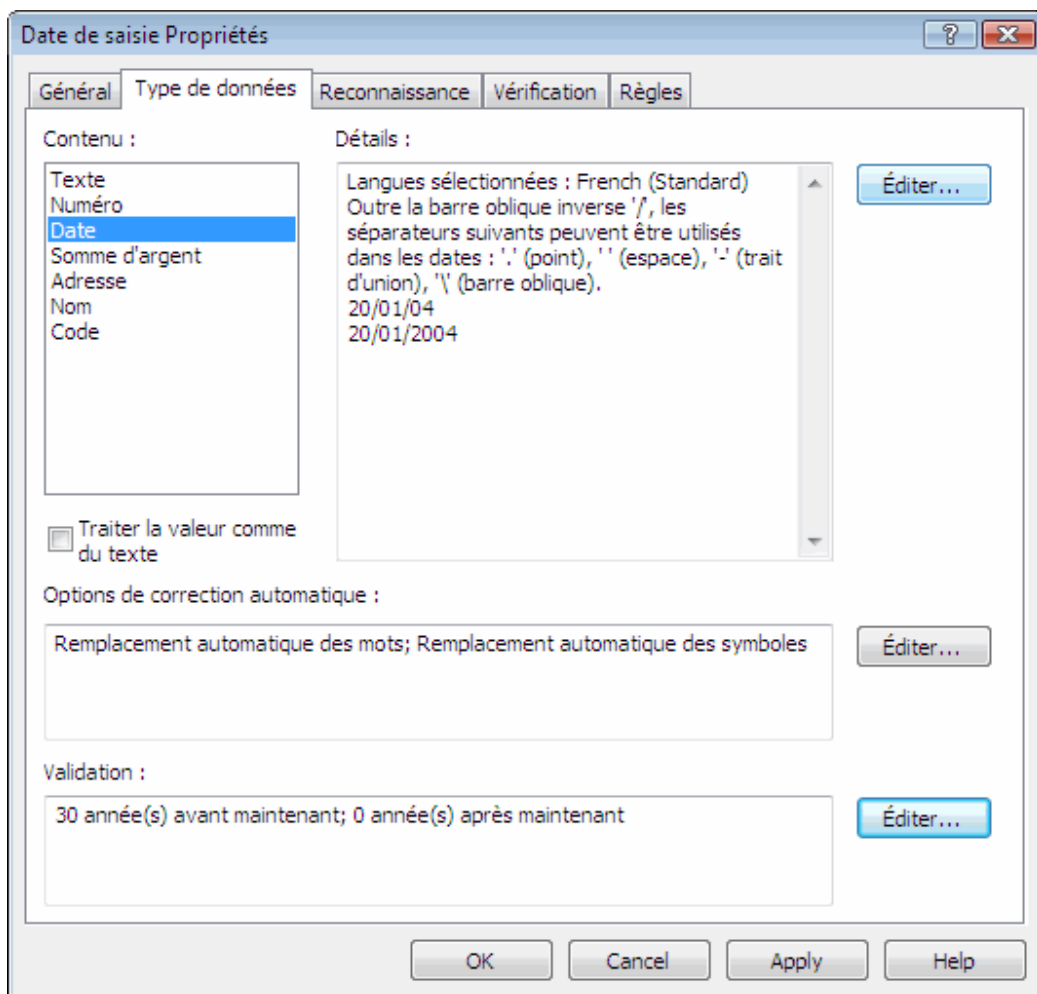 Date de saisie Propriétés
Général Type de données Reconnaissance Vérification Règles
Contenu :
Texte
Numéro
Date
Somme d'argent
Adresse
Nom
Code
Traiter la valeur comme
du texte
Détails :
Langues sélectionnées : French (Standard)
Outre la barre oblique inverse '/', les
séparateurs suivants peuvent être utilisés
dans les dates : '.' (point), ' ' (espace), '-' (trait
d'union), '\' (barre oblique).
20/01/04
20/01/2004
Éditer...
Options de correction automatique :
Remplacement automatique des mots; Remplacement automatique des symboles
Éditer...
Validation :
30 année(s) avant maintenant; 0 année(s) après maintenant
Éditer...
OK Cancel Apply Help